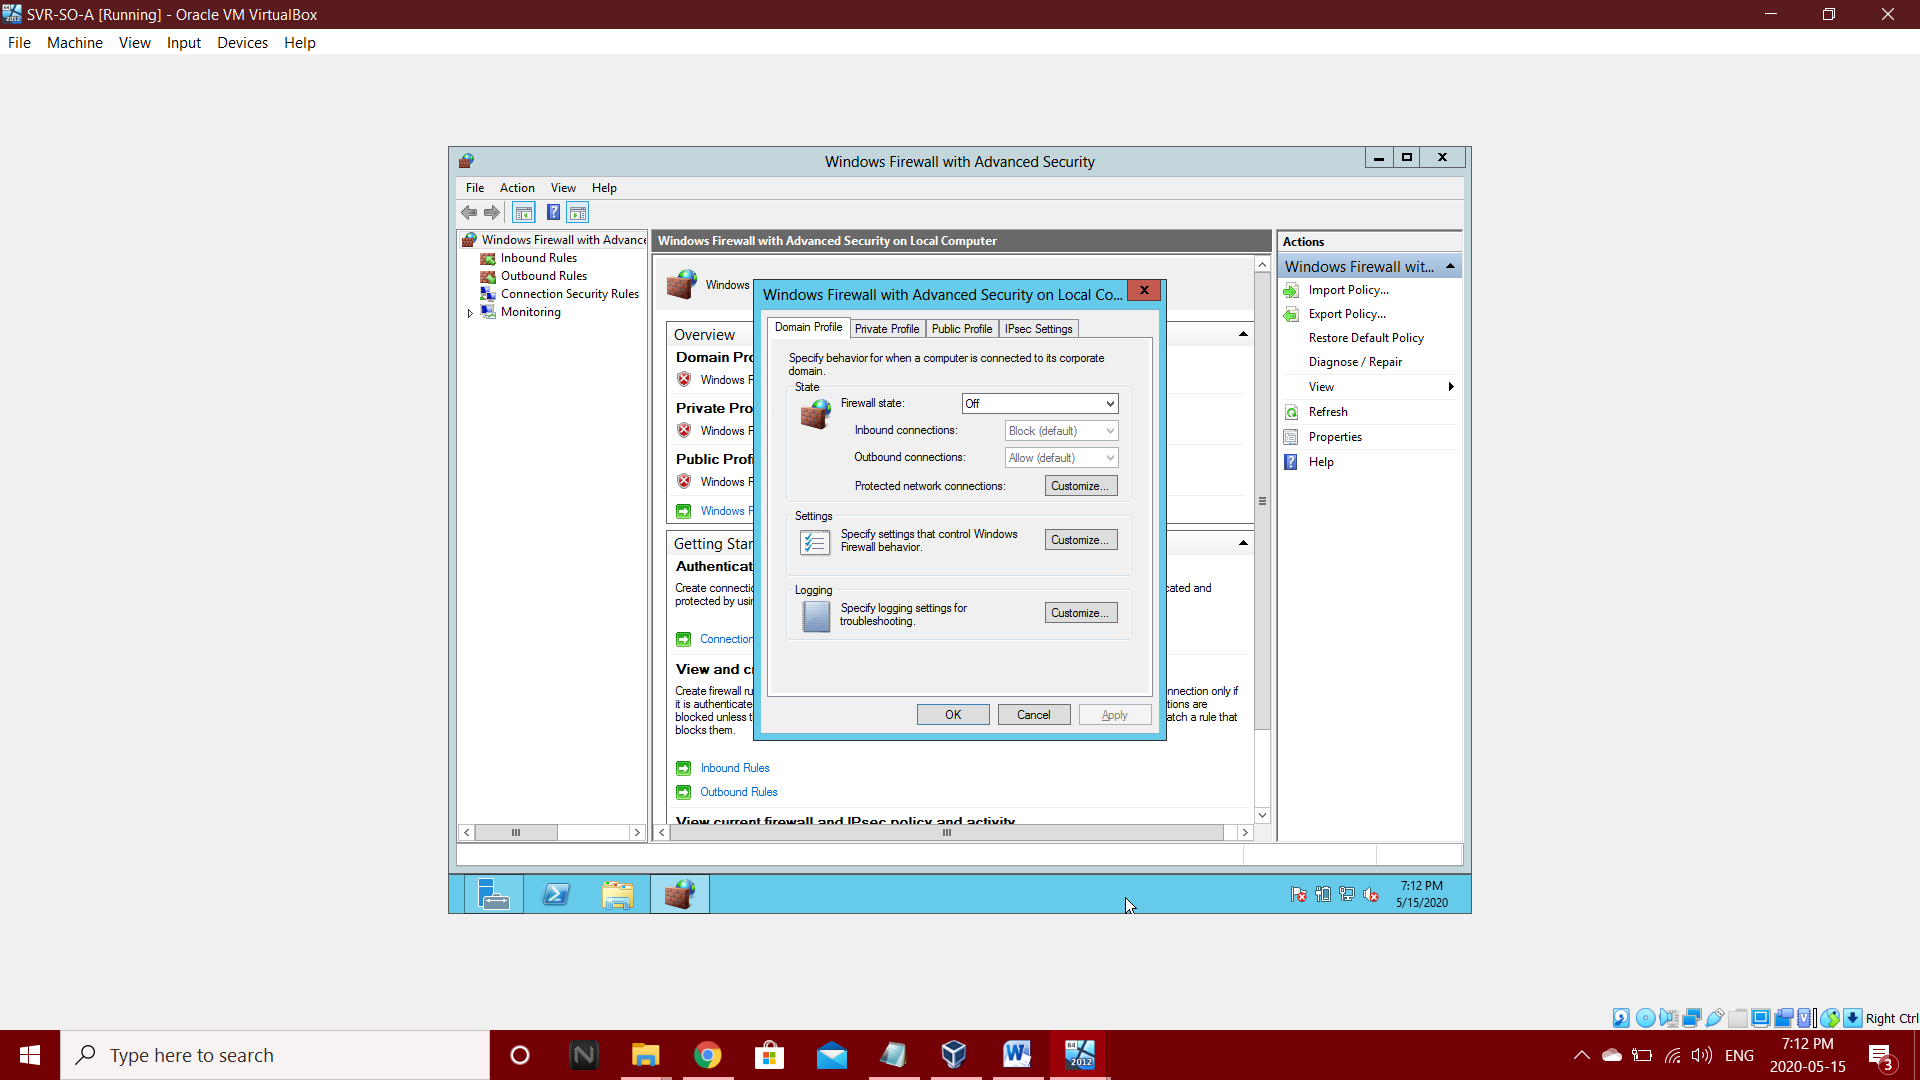 SVR-SO-A [Running] - Oracle VM VirtualBox
File Machine View Input Devices Help
Windows Firewall with Advanced Security
File Action View Help
Windows Firewall with Advance
Inbound Rules
Outbound Rules
Connection Security Rules
Monitoring
Windows Firewall with Advanced Security on Local Computer
Windows
Overview
Domain Pro
Windows F
Private Pro
Windows F
Public Profi
Windows F
Windows F
Getting Star
Authenticat
Create connectio
cated and
protected by usin
Connection
View and c
Create firewall ru
nnection only if
it is authenticate
tions are
blocked unless t
atch a rule that
blocks them.
Inbound Rules
Outbound Rules
View current firewall and IPsec policy and activity
Windows Firewall with Advanced Security on Local Co...
Domain Profile Private Profile Public Profile IPsec Settings
Specify behavior for when a computer is connected to its corporate
domain.
State
Firewall state: Off
Inbound connections: Block (default)
Outbound connections: Allow (default)
Protected network connections: Customize...
Settings
Specify settings that control Windows
Firewall behavior.
Customize...
Logging
Specify logging settings for
troubleshooting.
Customize...
OK Cancel Apply
Actions
Windows Firewall wit...
Import Policy...
Export Policy...
Restore Default Policy
Diagnose / Repair
View
Refresh
Properties
Help
7:12 PM
5/15/2020
Right Ctrl
Type here to search
64
2012
ENG
7:12 PM
2020-05-15
3